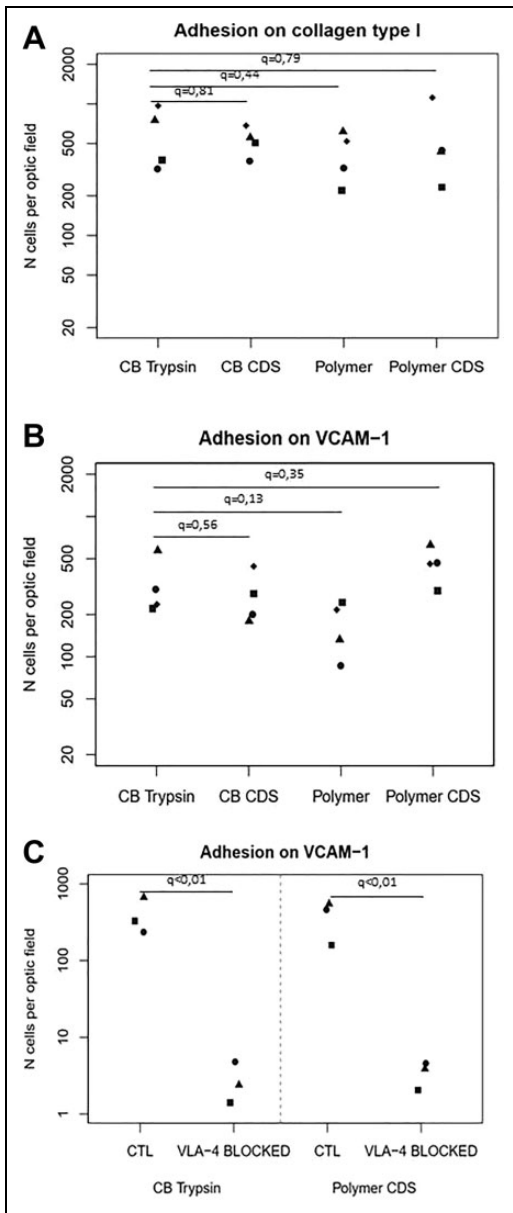 A
Adhesion on collagen type I
q=0,79
q=0,44
q=0,81
N cells per optic field
2000
500
200
100
50
20
CB Trypsin CB CDS Polymer Polymer CDS
B
Adhesion on VCAM−1
q=0,35
q=0,13
q=0,56
N cells per optic field
2000
500
200
100
50
20
CB Trypsin CB CDS Polymer Polymer CDS
C
Adhesion on VCAM−1
q<0,01 q<0,01
N cells per optic field
1000
100
10
1
CTL VLA−4 BLOCKED CTL VLA−4 BLOCKED
CB Trypsin Polymer CDS